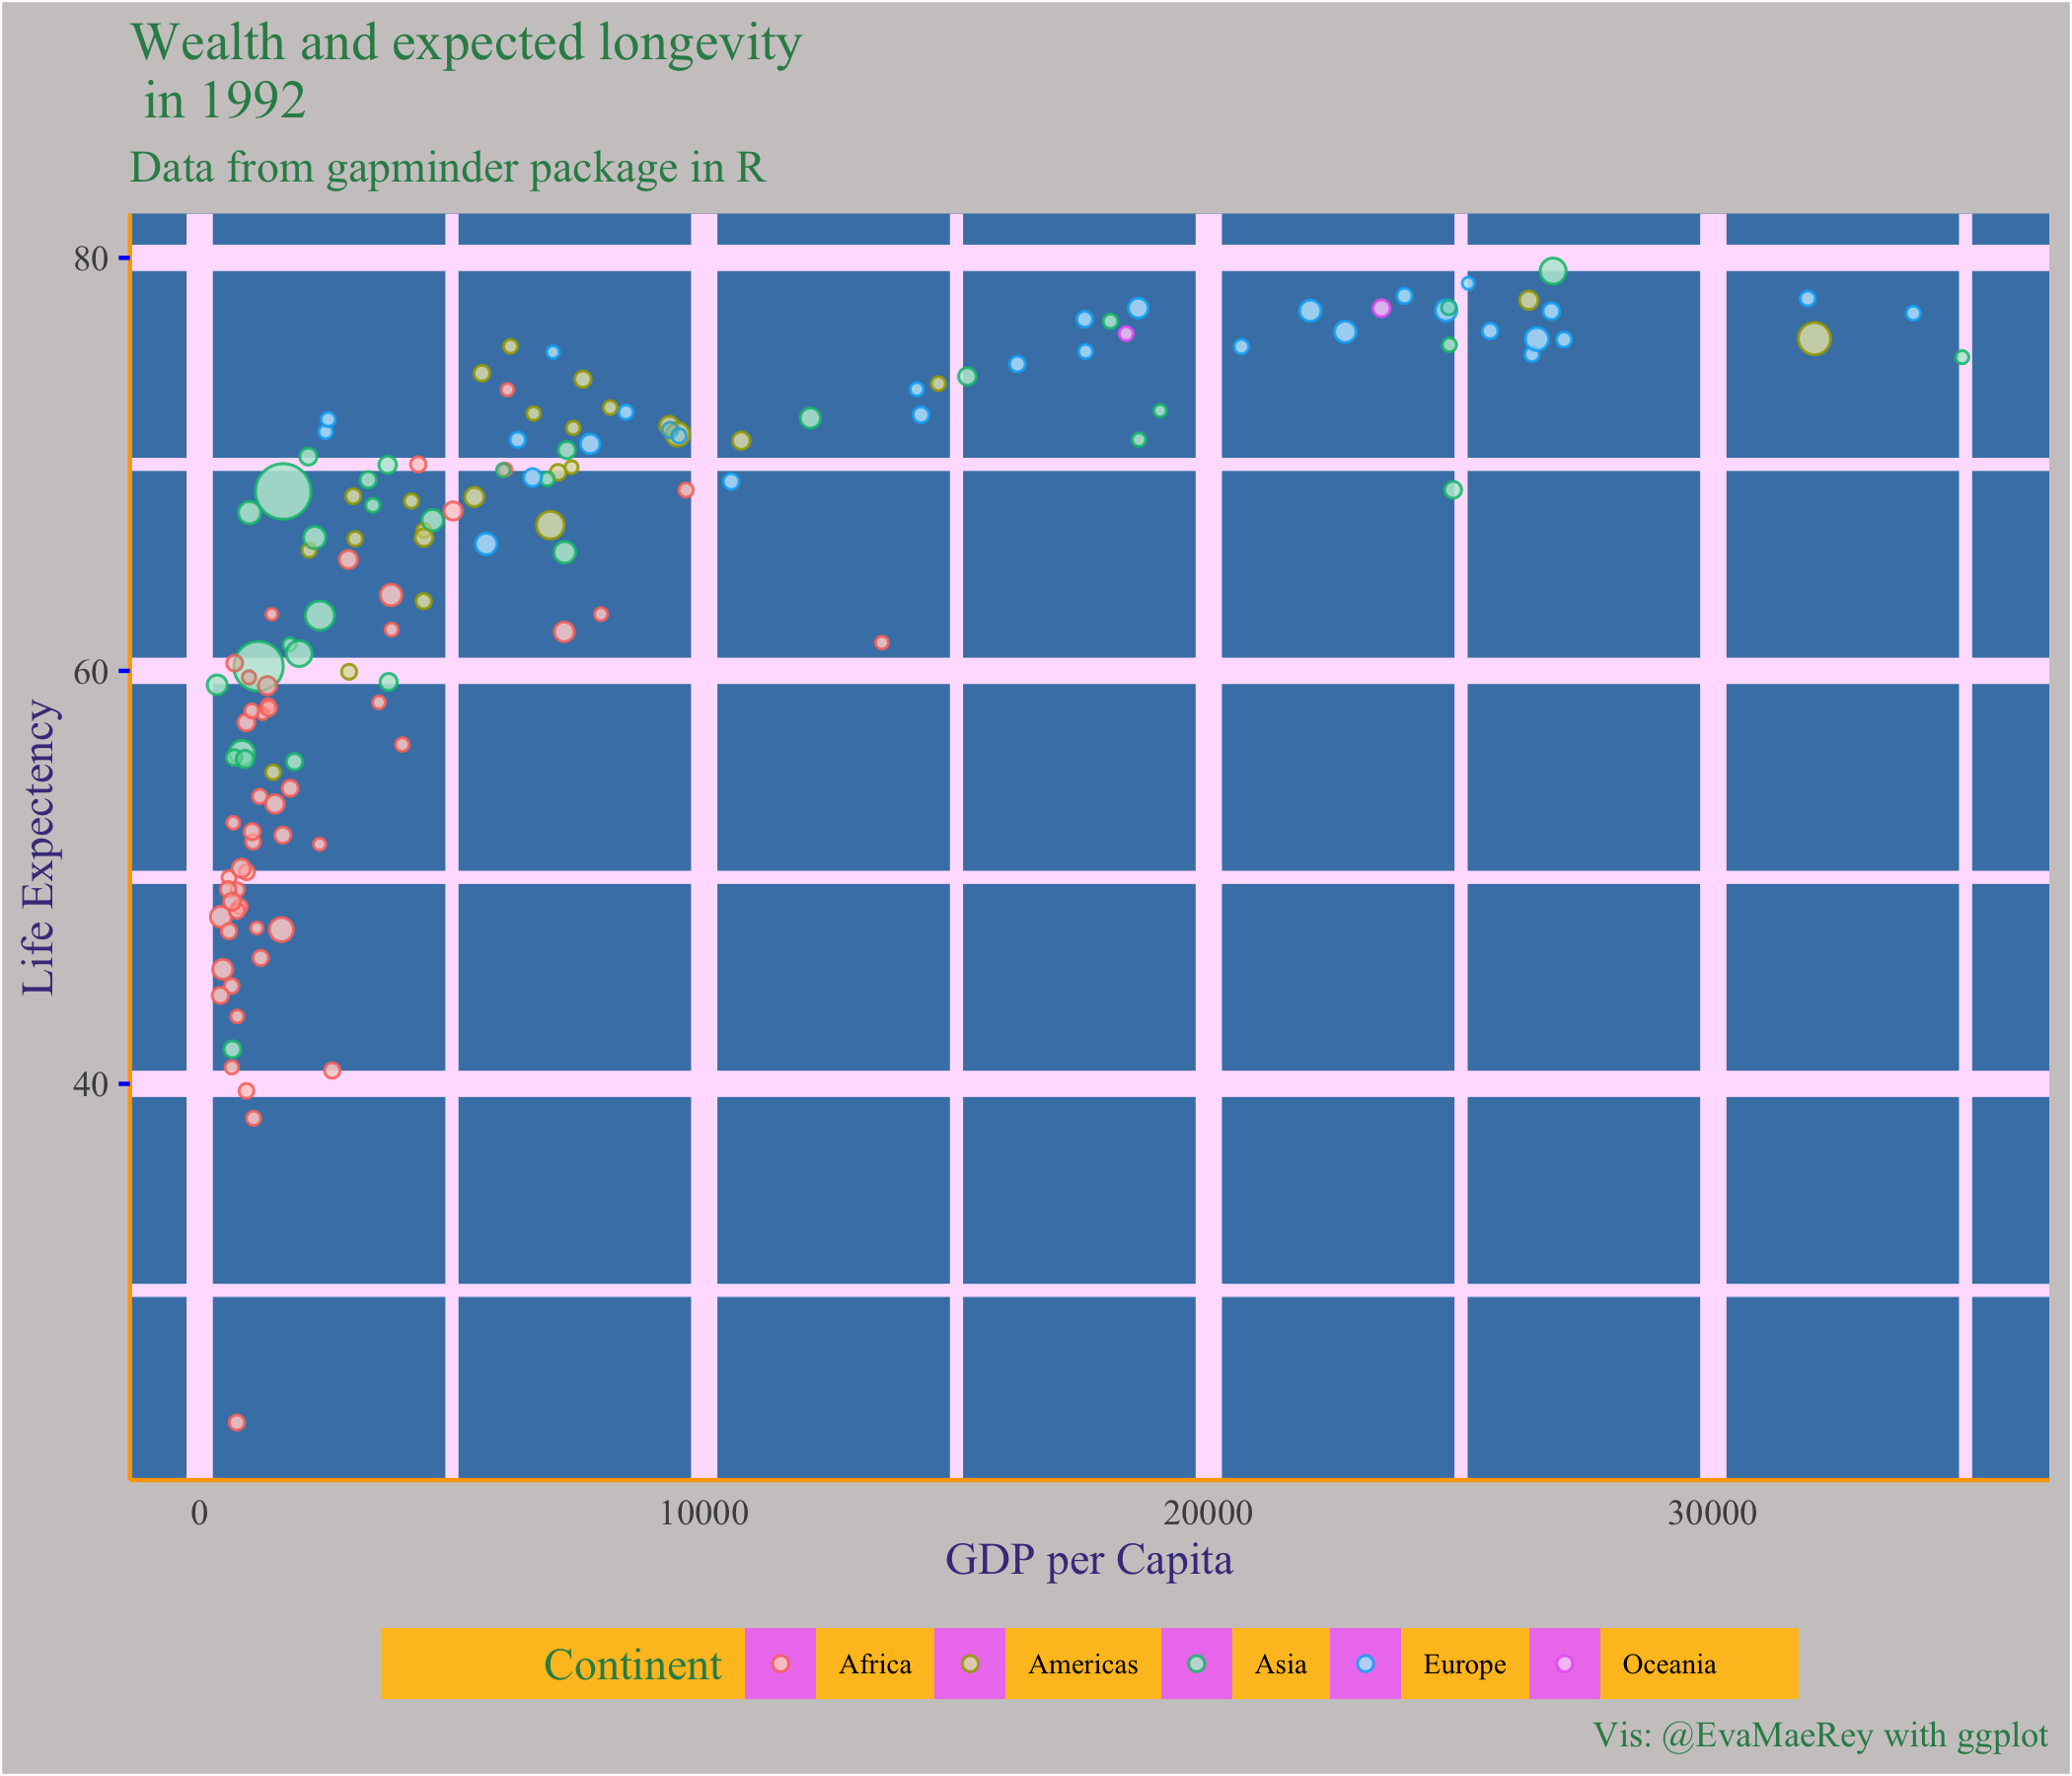 Wealth and expected longevity
in 1992
Data from gapminder package in R
80
60
40
Life Expectency
0 10000 20000 30000
GDP per Capita
Continent Africa Americas Asia Europe Oceania
Vis: @EvaMaeRey with ggplot